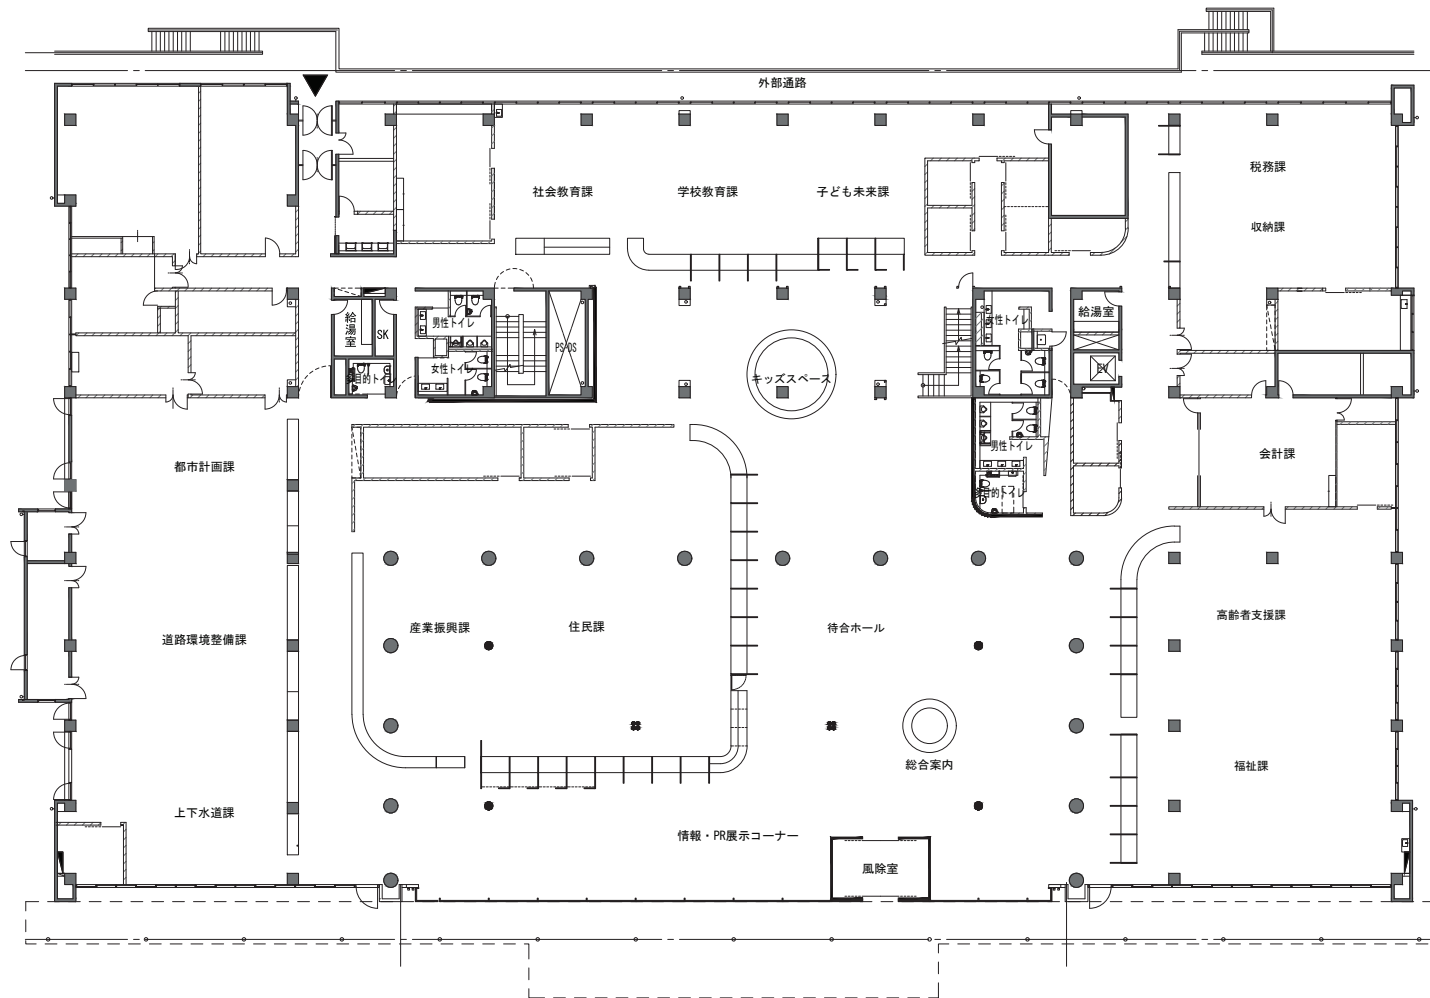 外部通路
税務課
社会教育課
学校教育課
子ども未来課
収納課
給湯室
SK
男性トイレ
女性トイレ
給湯室
PS・DS
女性トイレ
多目的トイレ
キッズスペース
EV
男性トイレ
会計課
都市計画課
多目的トイレ
高齢者支援課
産業振興課
住民課
待合ホール
道路環境整備課
総合案内
福祉課
上下水道課
情報・PR展示コーナー
風除室